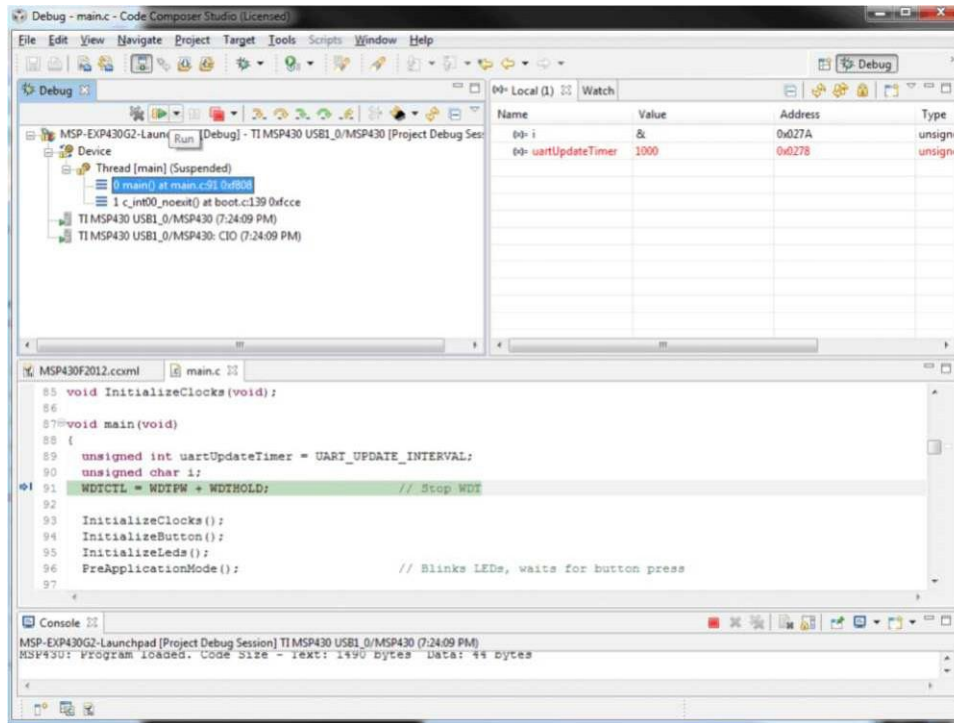 Debug - main.c - Code Composer Studio (Licensed)
File Edit View Navigate Project Target Tools Scripts Window Help
Debug
Debug
Local (1) Watch
Name Value Address Type
(x)= i & 0x027A unsign
(x)= uartUpdateTimer 1000 0x0278 unsign
MSP-EXP430G2-Laun [Debug] - TI MSP430 USB1_0/MSP430 [Project Debug Ses
Run
Device
Thread [main] (Suspended)
0 main() at main.c:91 0xf808
1 c_int00_noexit() at boot.c:139 0xfcce
TI MSP430 USB1_0/MSP430 (7:24:09 PM)
TI MSP430 USB1_0/MSP430: CIO (7:24:09 PM)
MSP430F2012.ccxml main.c
85 void InitializeClocks(void);
86
87 void main(void)
88 {
89 unsigned int uartUpdateTimer = UART_UPDATE_INTERVAL;
90 unsigned char i;
91 WDTCTL = WDTPW + WDTHOLD; // Stop WDT
92
93 InitializeClocks();
94 InitializeButton();
95 InitializeLeds();
96 PreApplicationMode(); // Blinks LEDs, waits for button press
97
Console
MSP-EXP430G2-Launchpad [Project Debug Session] TI MSP430 USB1_0/MSP430 (7:24:09 PM)
MSP430: Program loaded. Code Size - Text: 1490 bytes Data: 44 bytes